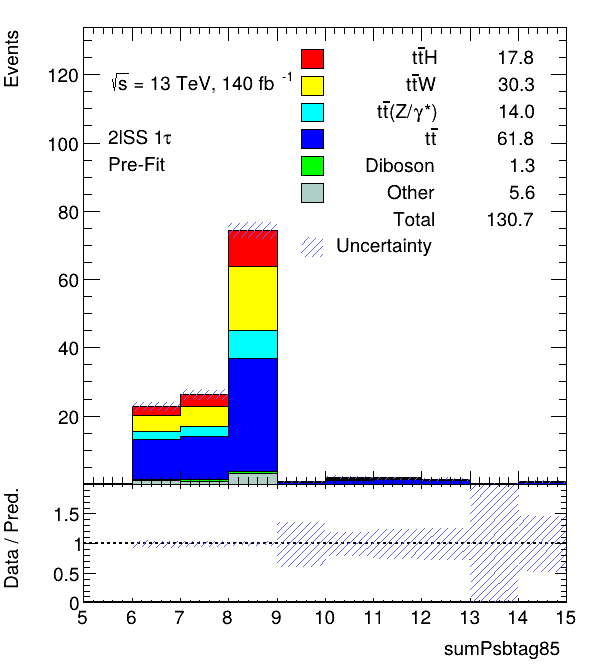 Events
120
100
80
60
40
20
√s = 13 TeV, 140 fb⁻¹
2lSS 1τ
Pre-Fit
tt̄H 17.8
tt̄W 30.3
tt̄(Z/γ*) 14.0
tt̄ 61.8
Diboson 1.3
Other 5.6
Total 130.7
Uncertainty
Data / Pred.
1.5
1
0.5
0
5 6 7 8 9 10 11 12 13 14 15
sumPsbtag85